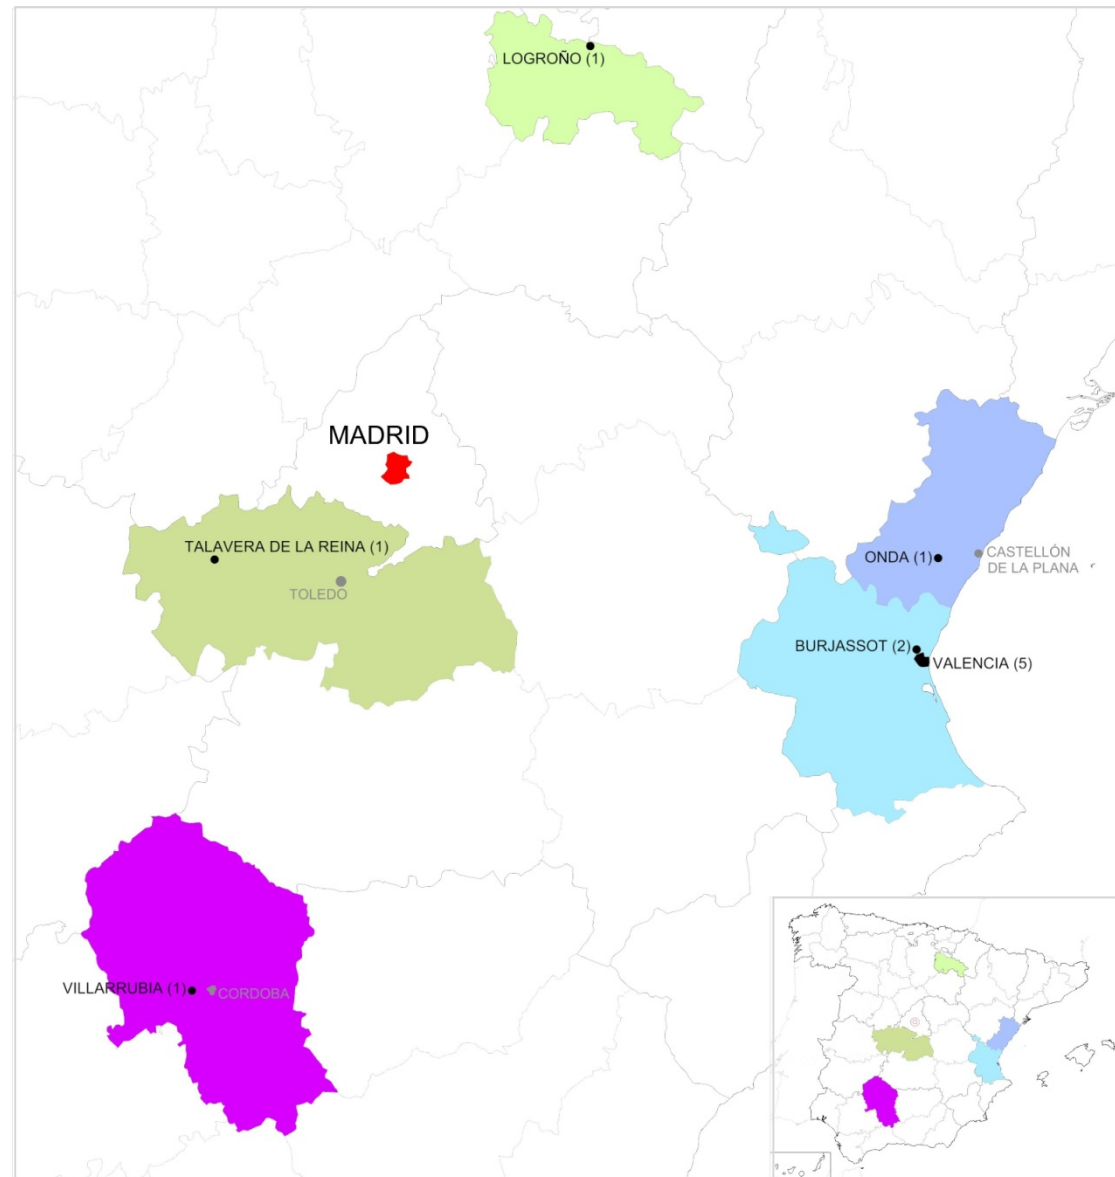 LOGROÑO (1)
MADRID
TALAVERA DE LA REINA (1)
TOLEDO
ONDA (1)
CASTELLÓN
DE LA PLANA
BURJASSOT (2)
VALENCIA (5)
VILLARRUBIA (1)
CORDOBA